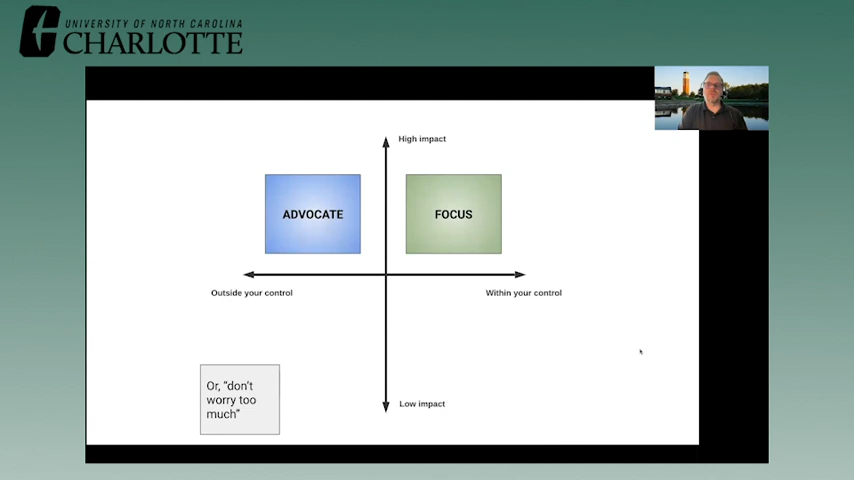 UNIVERSITY OF NORTH CAROLINA
CHARLOTTE
High impact
ADVOCATE
FOCUS
Outside your control
Within your control
Or, "don't
worry too
much"
Low impact